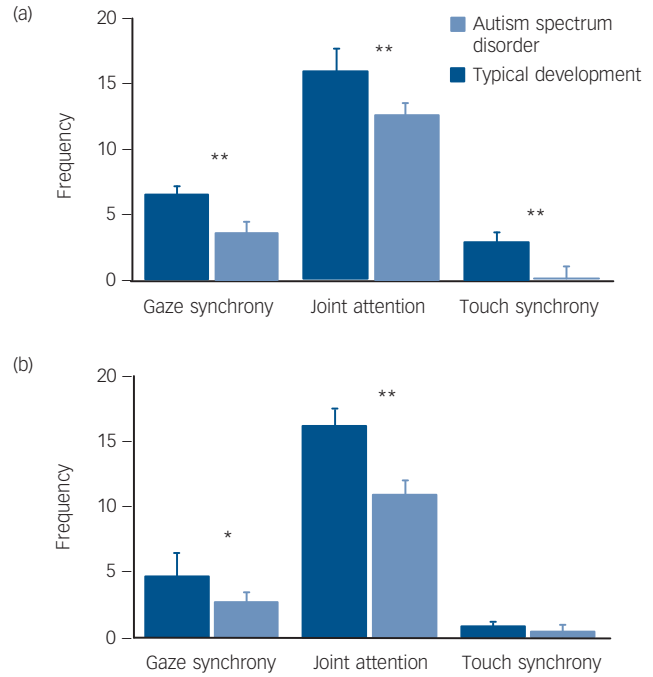 (a)
20
15
10
5
0
Frequency
**
**
**
Autism spectrum
disorder
Typical development
Gaze synchrony
Joint attention
Touch synchrony
(b)
20
15
10
5
0
Frequency
*
**
Gaze synchrony
Joint attention
Touch synchrony